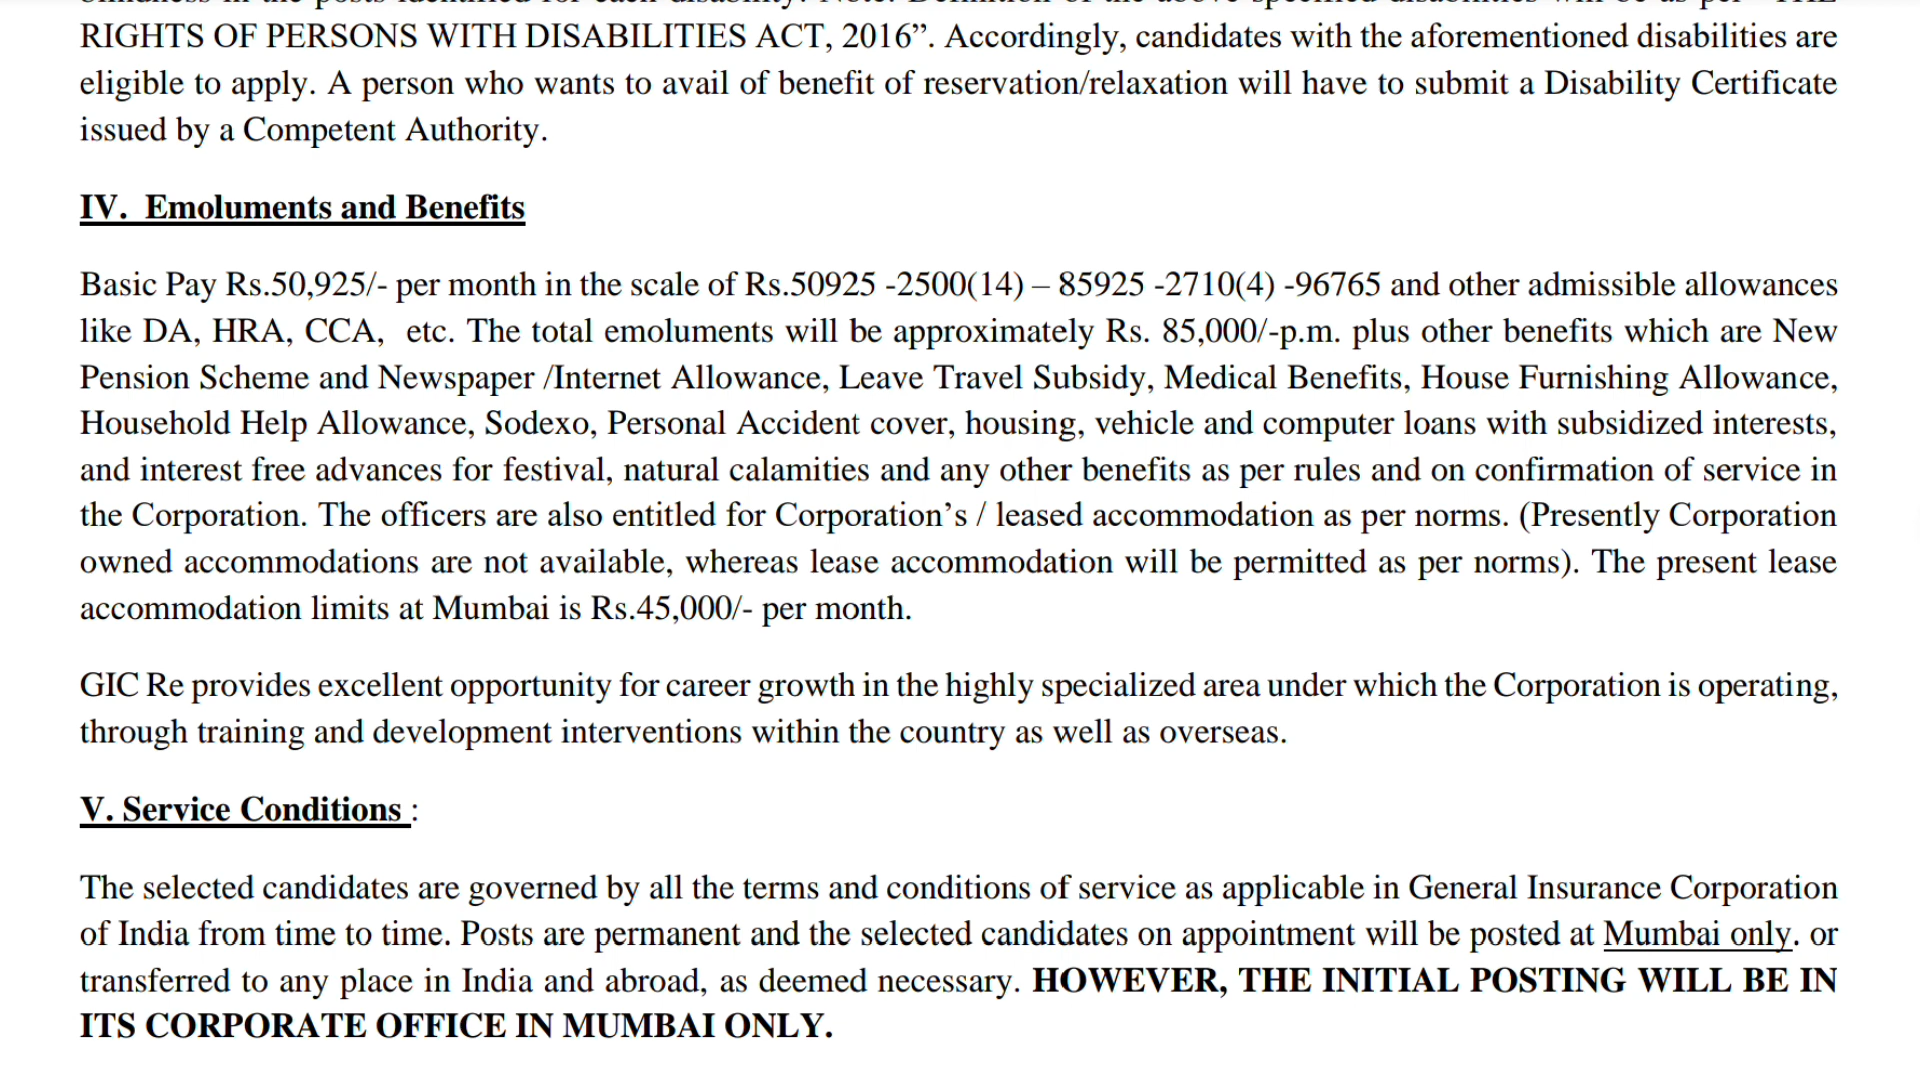 RIGHTS OF PERSONS WITH DISABILITIES ACT, 2016”. Accordingly, candidates with the aforementioned disabilities are
eligible to apply. A person who wants to avail of benefit of reservation/relaxation will have to submit a Disability Certificate
issued by a Competent Authority.
IV. Emoluments and Benefits
Basic Pay Rs.50,925/- per month in the scale of Rs.50925 -2500(14) – 85925 -2710(4) -96765 and other admissible allowances
like DA, HRA, CCA, etc. The total emoluments will be approximately Rs. 85,000/-p.m. plus other benefits which are New
Pension Scheme and Newspaper /Internet Allowance, Leave Travel Subsidy, Medical Benefits, House Furnishing Allowance,
Household Help Allowance, Sodexo, Personal Accident cover, housing, vehicle and computer loans with subsidized interests,
and interest free advances for festival, natural calamities and any other benefits as per rules and on confirmation of service in
the Corporation. The officers are also entitled for Corporation’s / leased accommodation as per norms. (Presently Corporation
owned accommodations are not available, whereas lease accommodation will be permitted as per norms). The present lease
accommodation limits at Mumbai is Rs.45,000/- per month.
GIC Re provides excellent opportunity for career growth in the highly specialized area under which the Corporation is operating,
through training and development interventions within the country as well as overseas.
V. Service Conditions :
The selected candidates are governed by all the terms and conditions of service as applicable in General Insurance Corporation
of India from time to time. Posts are permanent and the selected candidates on appointment will be posted at Mumbai only. or
transferred to any place in India and abroad, as deemed necessary. HOWEVER, THE INITIAL POSTING WILL BE IN
ITS CORPORATE OFFICE IN MUMBAI ONLY.